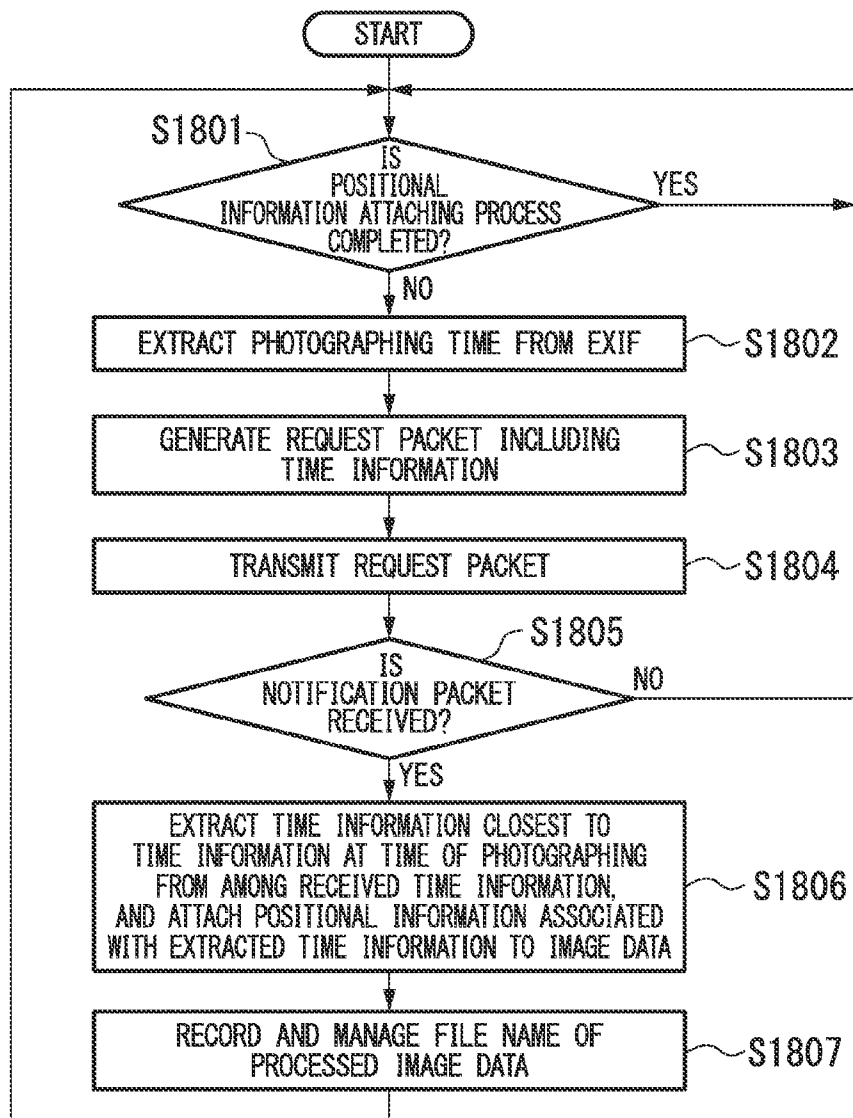 START
S1801
IS
POSITIONAL
INFORMATION ATTACHING PROCESS
COMPLETED?
YES
NO
EXTRACT PHOTOGRAPHING TIME FROM EXIF
S1802
GENERATE REQUEST PACKET INCLUDING
TIME INFORMATION
S1803
TRANSMIT REQUEST PACKET
S1804
S1805
IS
NOTIFICATION PACKET
RECEIVED?
NO
YES
EXTRACT TIME INFORMATION CLOSEST TO
TIME INFORMATION AT TIME OF PHOTOGRAPHING
FROM AMONG RECEIVED TIME INFORMATION,
AND ATTACH POSITIONAL INFORMATION ASSOCIATED
WITH EXTRACTED TIME INFORMATION TO IMAGE DATA
S1806
RECORD AND MANAGE FILE NAME OF
PROCESSED IMAGE DATA
S1807